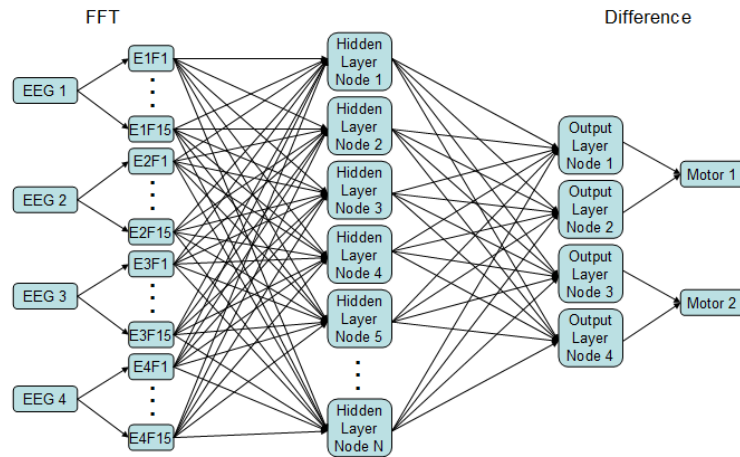 FFT
Difference
EEG 1
EEG 2
EEG 3
EEG 4
E1F1
E1F15
E2F1
E2F15
E3F1
E3F15
E4F1
E4F15
Hidden
Layer
Node 1
Hidden
Layer
Node 2
Hidden
Layer
Node 3
Hidden
Layer
Node 4
Hidden
Layer
Node 5
Hidden
Layer
Node N
Output
Layer
Node 1
Output
Layer
Node 2
Output
Layer
Node 3
Output
Layer
Node 4
Motor 1
Motor 2